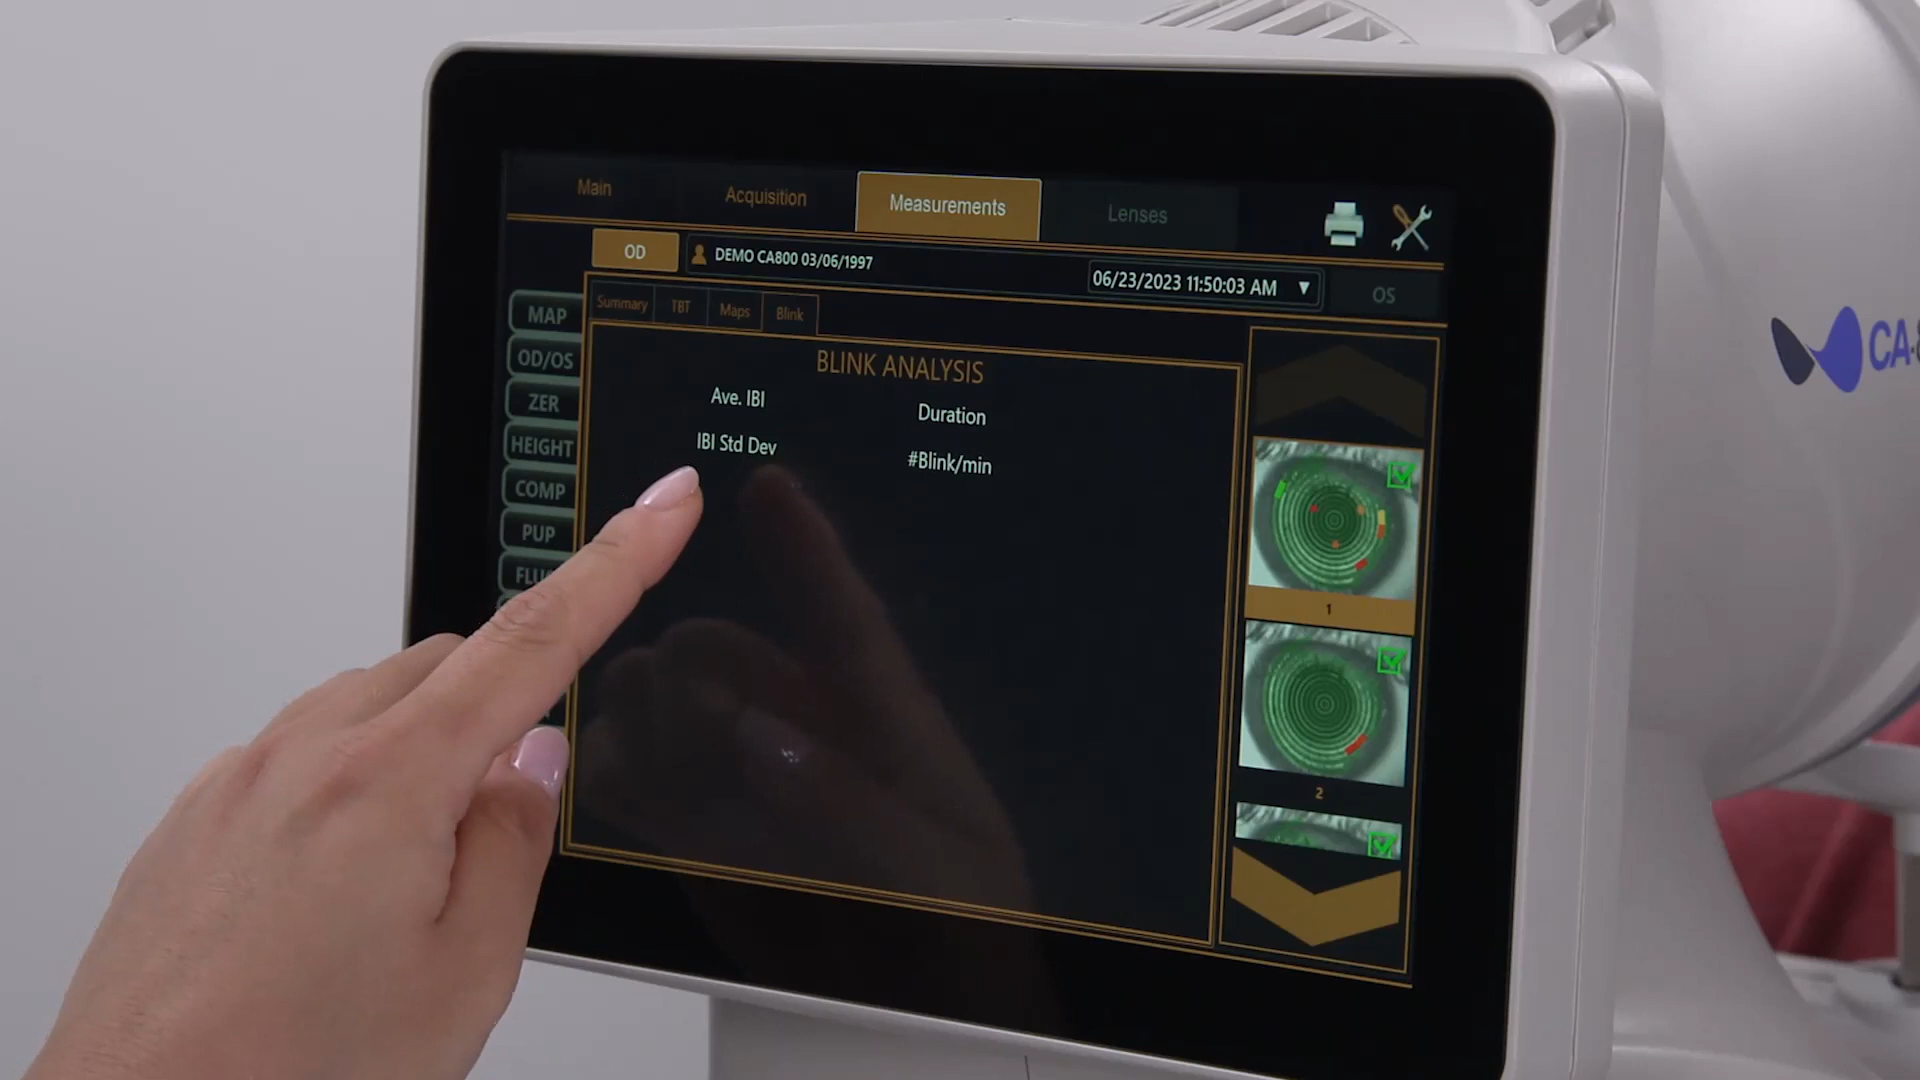 Main
Acquisition
Measurements
Lenses
OD
DEMO CA800 03/06/1997
06/23/2023 11:50:03 AM
OS
Summary
TBT
Maps
Blink
MAP
OD/OS
ZER
HEIGHT
COMP
PUP
BLINK ANALYSIS
Ave. IBI
Duration
IBI Std Dev
#Blink/min
1
2